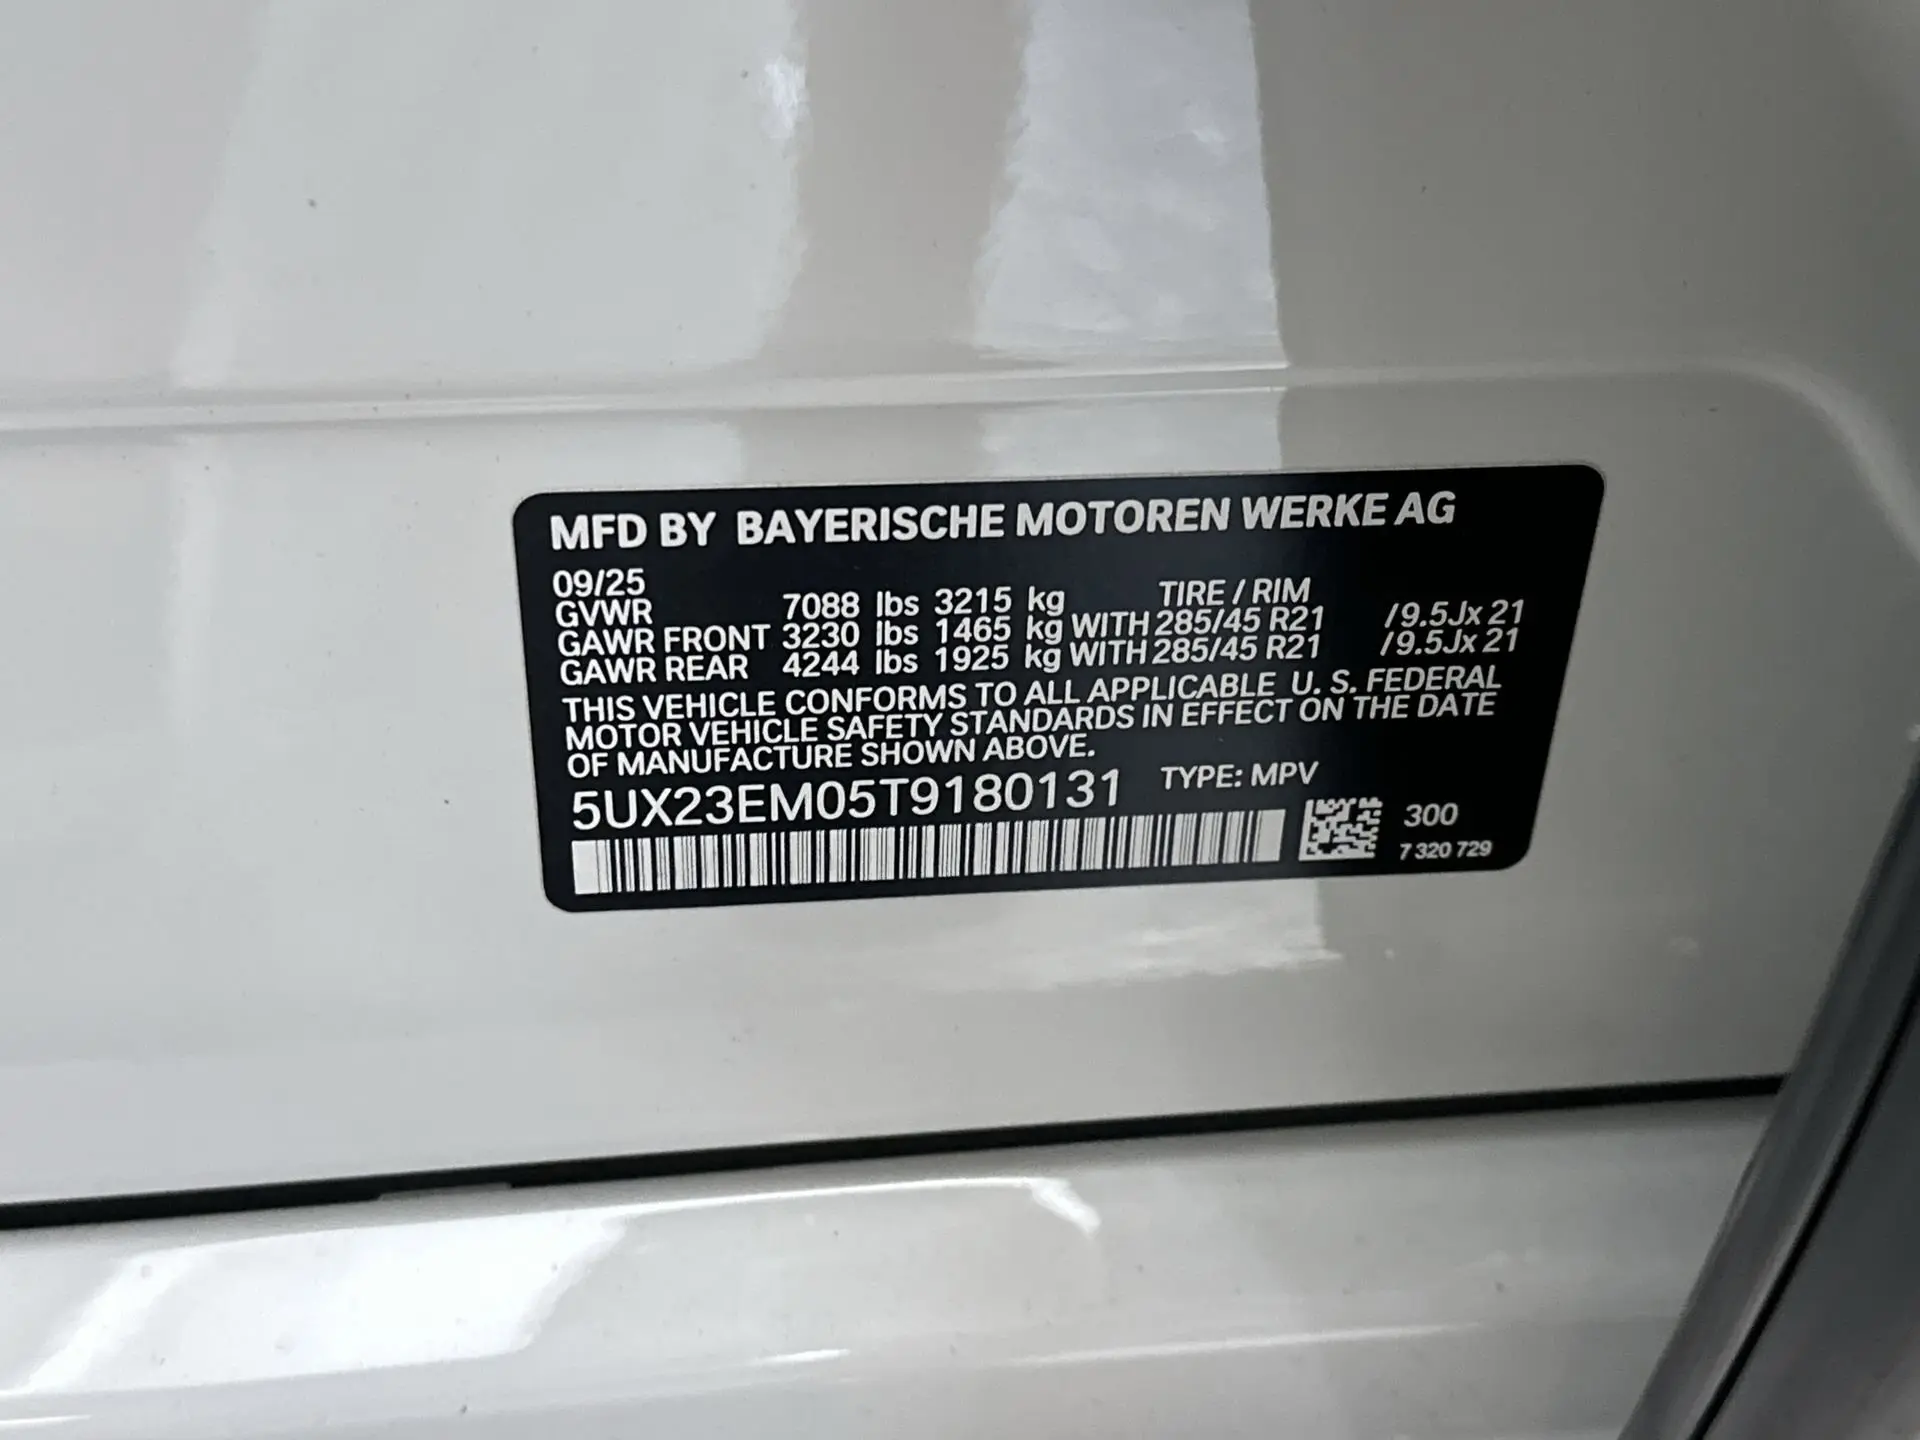 MFD BY BAYERISCHE MOTOREN WERKE AG
09/25
TIRE / RIM
GVWR 7088 lbs 3215 kg
GAWR FRONT 3230 lbs 1465 kg WITH 285/45 R21 /9.5Jx 21
GAWR REAR 4244 lbs 1925 kg WITH 285/45 R21 /9.5Jx 21
THIS VEHICLE CONFORMS TO ALL APPLICABLE U. S. FEDERAL
MOTOR VEHICLE SAFETY STANDARDS IN EFFECT ON THE DATE
OF MANUFACTURE SHOWN ABOVE.
5UX23EM05T9180131 TYPE: MPV
300
7 320 729